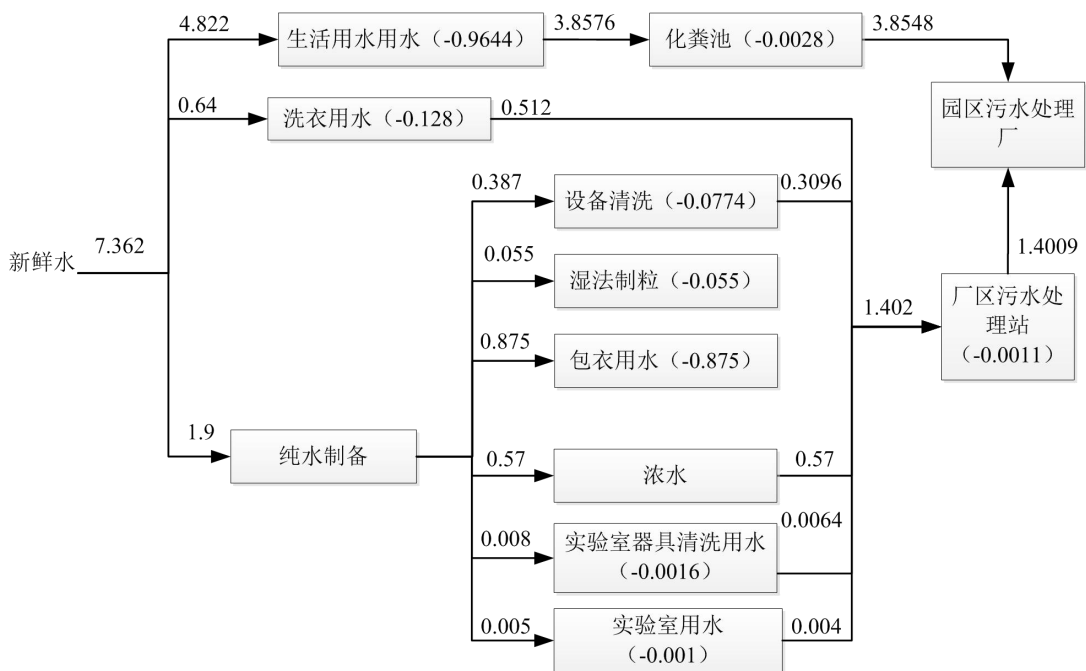 4.822
生活用水用水（-0.9644）
3.8576
化粪池（-0.0028）
3.8548
0.64
洗衣用水（-0.128）
0.512
园区污水处理
厂
0.387
设备清洗（-0.0774）
0.3096
新鲜水
7.362
0.055
湿法制粒（-0.055）
1.402
1.4009
厂区污水处
理站
（-0.0011）
0.875
包衣用水（-0.875）
1.9
纯水制备
0.57
浓水
0.57
0.008
实验室器具清洗用水
（-0.0016）
0.0064
0.005
实验室用水
（-0.001）
0.004